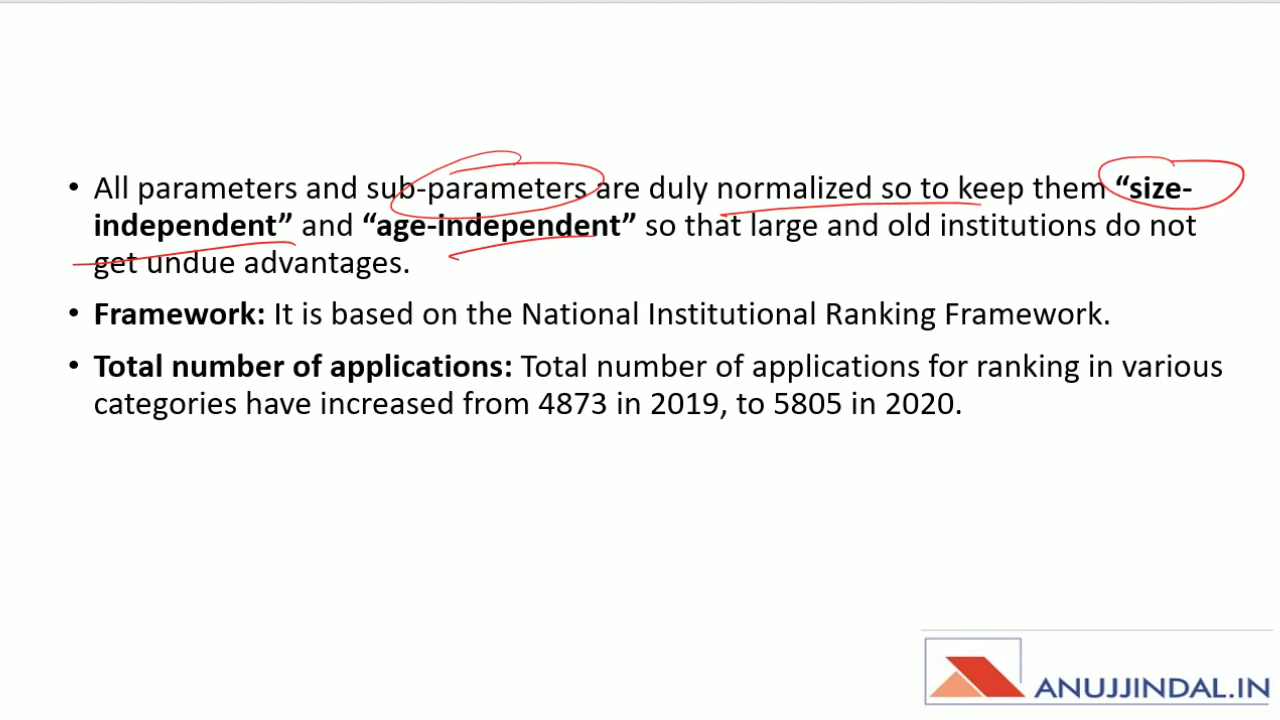 • All parameters and sub-parameters are duly normalized so to keep them “size-
independent” and “age-independent” so that large and old institutions do not
get undue advantages.
• Framework: It is based on the National Institutional Ranking Framework.
• Total number of applications: Total number of applications for ranking in various
categories have increased from 4873 in 2019, to 5805 in 2020.
ANUJJINDAL.IN